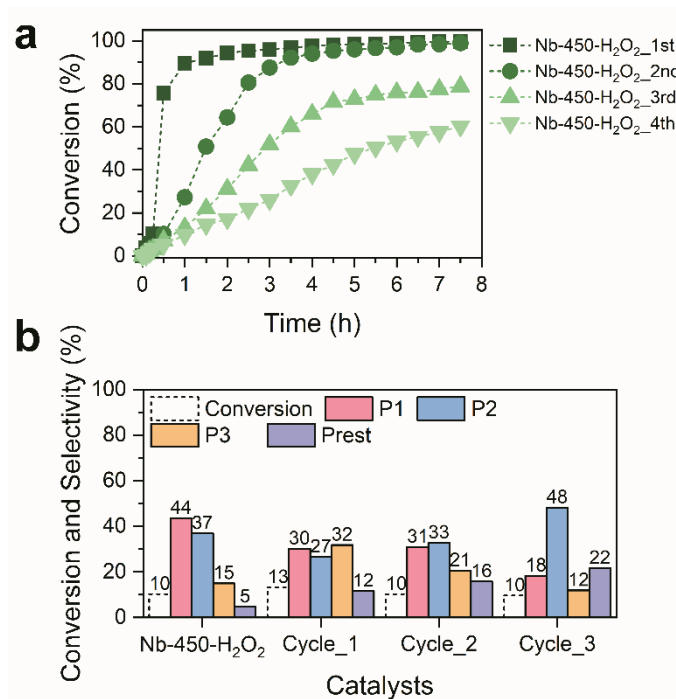 a
Conversion (%)
100
80
60
40
20
0
0 1 2 3 4 5 6 7 8
Time (h)
Nb-450-H₂O₂_1st
Nb-450-H₂O₂_2nd
Nb-450-H₂O₂_3rd
Nb-450-H₂O₂_4th
b
Conversion and Selectivity (%)
100
80
60
40
20
0
Conversion P1 P2
P3 Prest
10 44 37 15 5
13 30 27 32 12
10 31 33 21 16
10 18 48 12 22
Nb-450-H₂O₂ Cycle_1 Cycle_2 Cycle_3
Catalysts